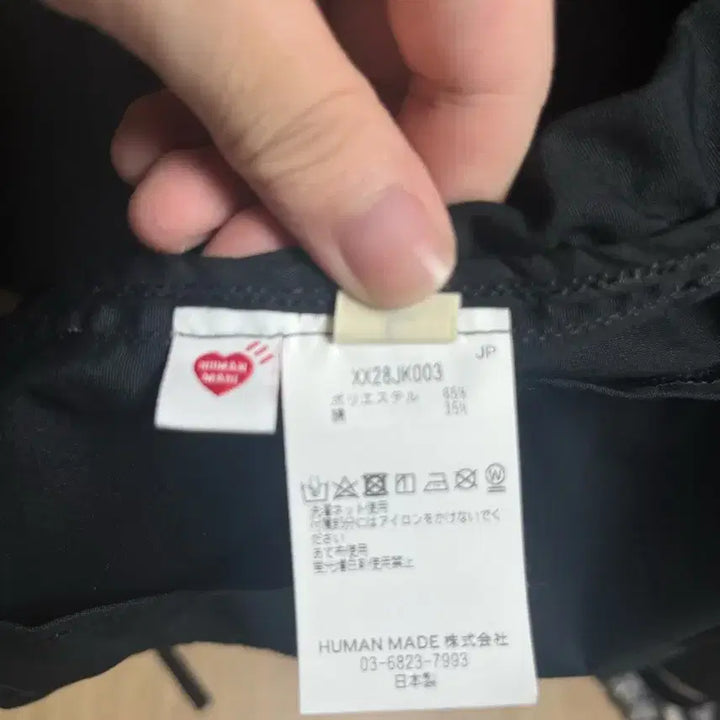 HUMAN
MADE
JP
XX28JK003
ポリエステル 65%
綿 35%
洗濯ネット使用
付属部分にはアイロンをかけないでく
ださい
あて布使用
蛍光増白剤使用禁止
HUMAN MADE 株式会社
03-6823-7993
日本製